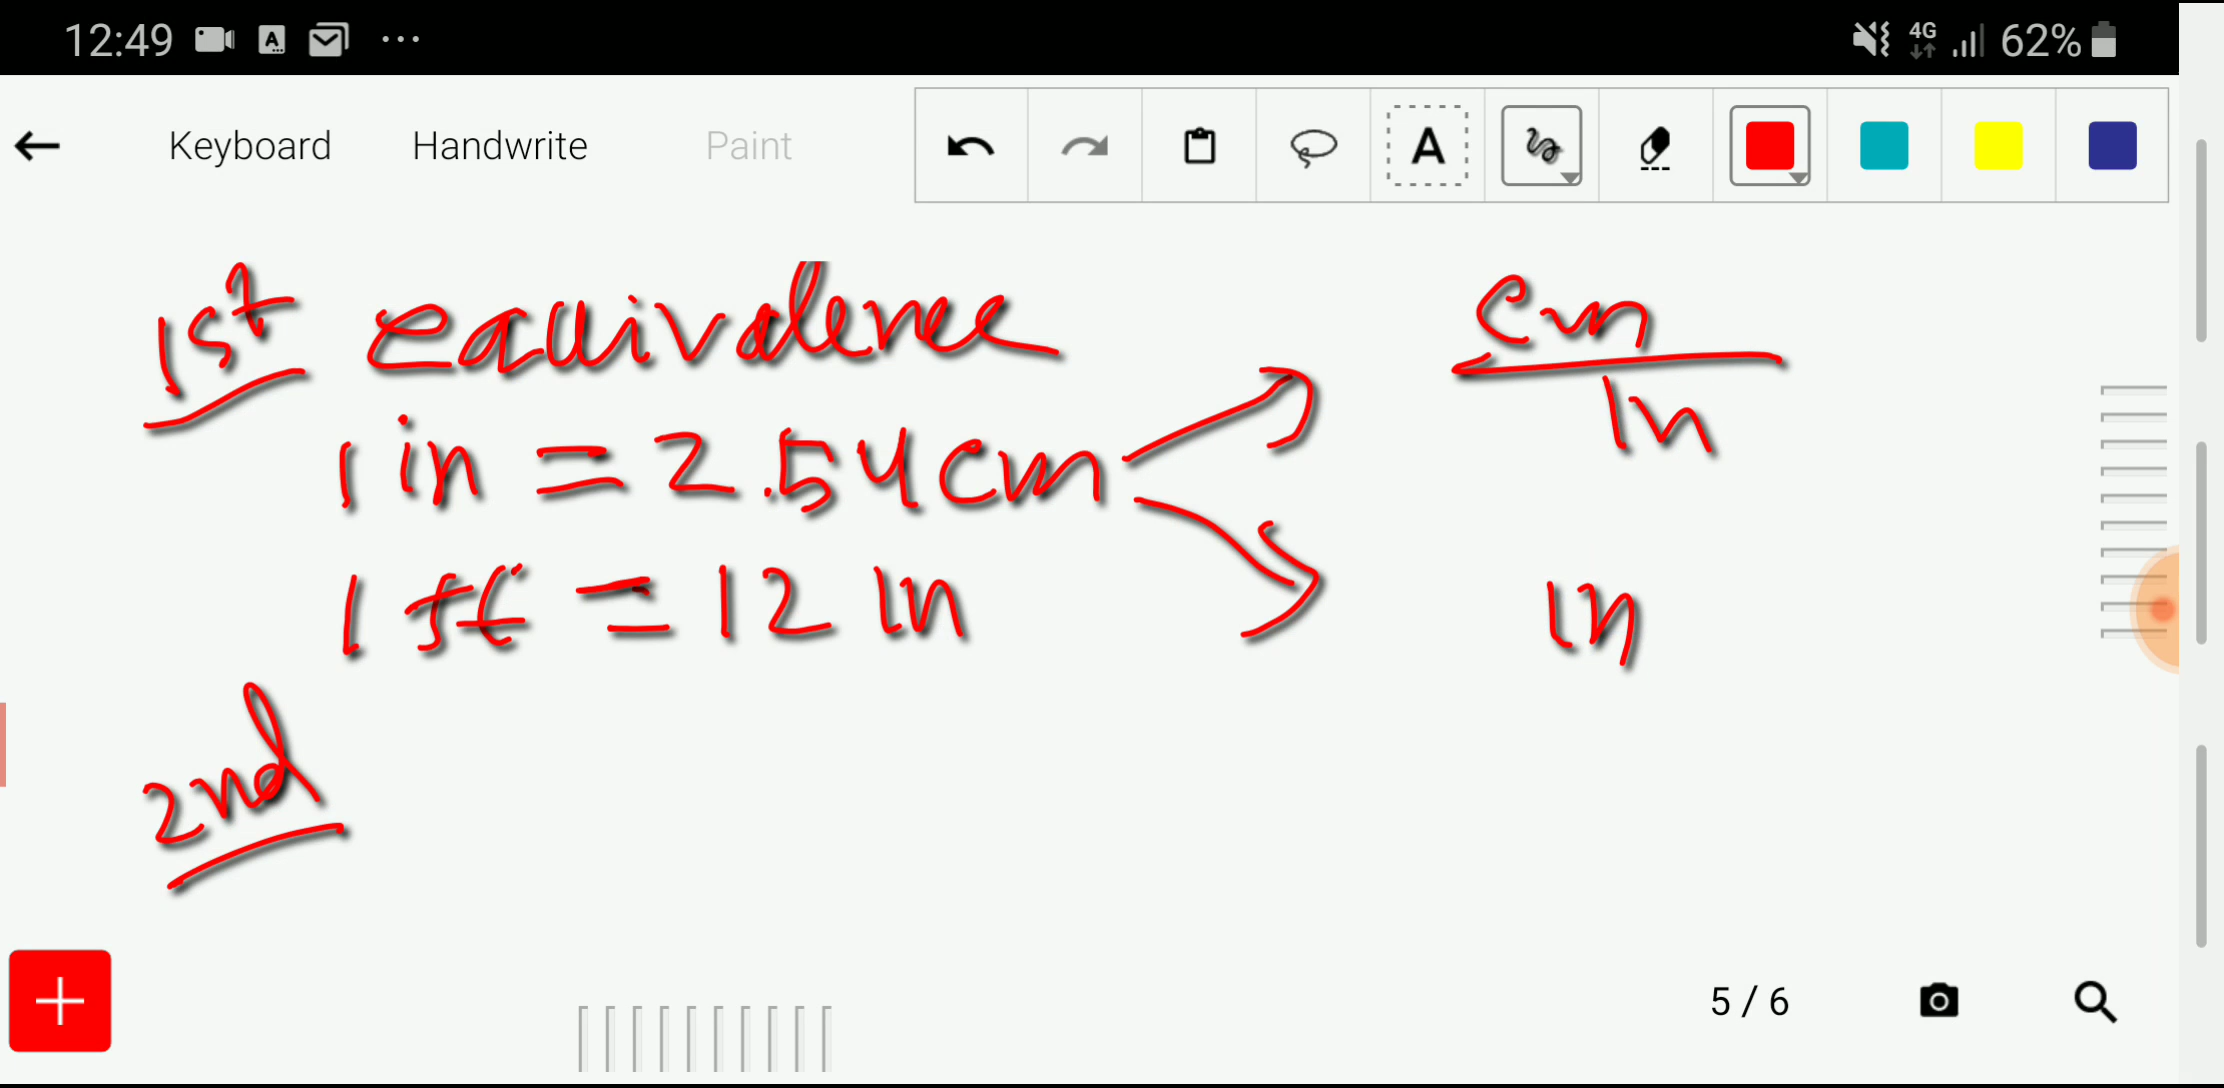 12:49 A ... 4G 62%
Keyboard Handwrite Paint A
1st equivalence
1 in = 2.54 cm
cm
in
1 ft = 12 in
in
2nd
5 / 6